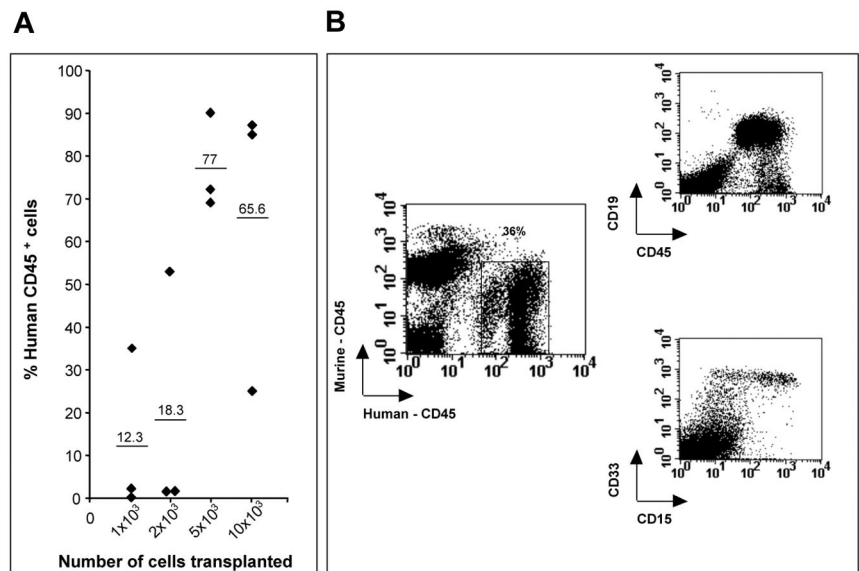 A
B
% Human CD45 + cells
100
90
80
70
60
50
40
30
20
10
0
0
1x10³
2x10³
5x10³
10x10³
12.3
18.3
77
65.6
Number of cells transplanted
Murine - CD45
10⁴
10³
10²
10¹
10⁰
36%
10⁰ 10¹ 10² 10³ 10⁴
Human - CD45
CD19
10⁴
10³
10²
10¹
10⁰
10⁰ 10¹ 10² 10³ 10⁴
CD45
CD33
10⁴
10³
10²
10¹
10⁰
10⁰ 10¹ 10² 10³ 10⁴
CD15